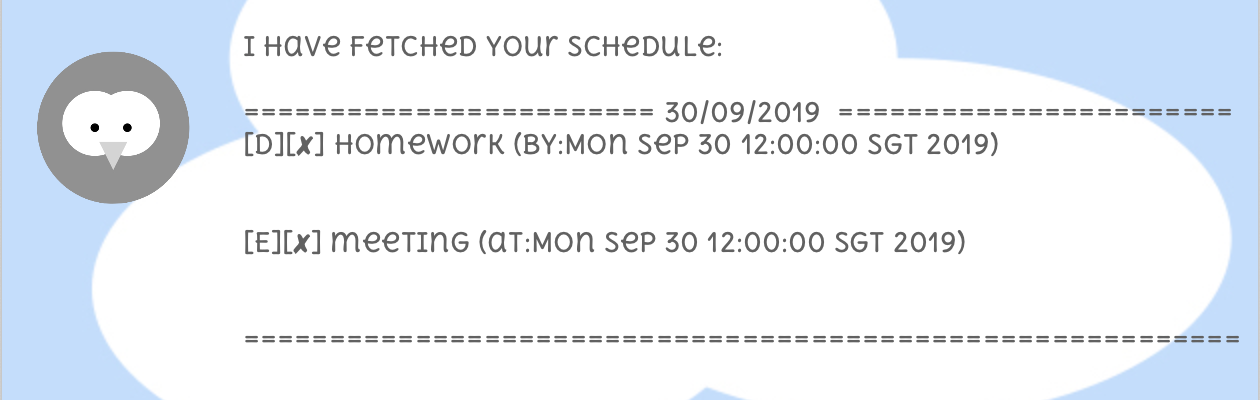 I have fetched your schedule:
======================== 30/09/2019 =======================
[D][✘] homework (by:Mon Sep 30 12:00:00 SGT 2019)
[E][✘] meeting (at:Mon Sep 30 12:00:00 SGT 2019)
==========================================================